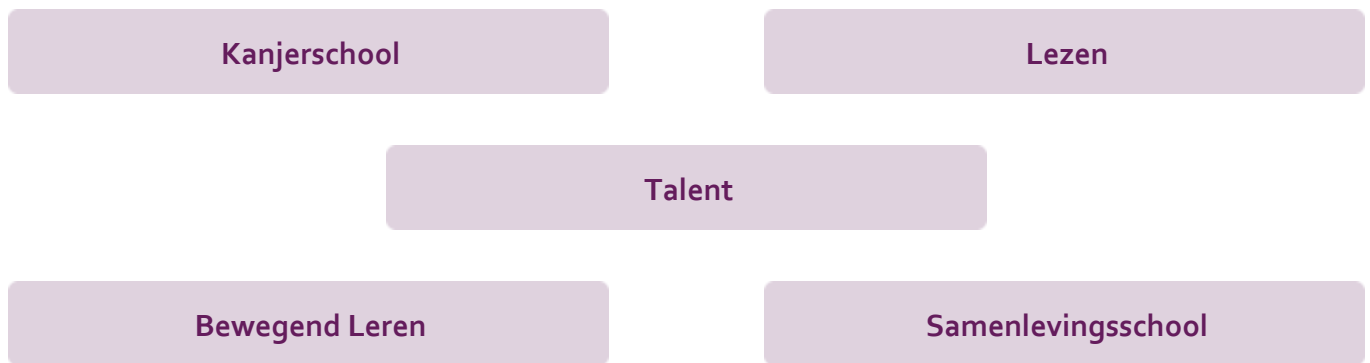 Kanjerschool
Lezen
Talent
Bewegend Leren
Samenlevingsschool